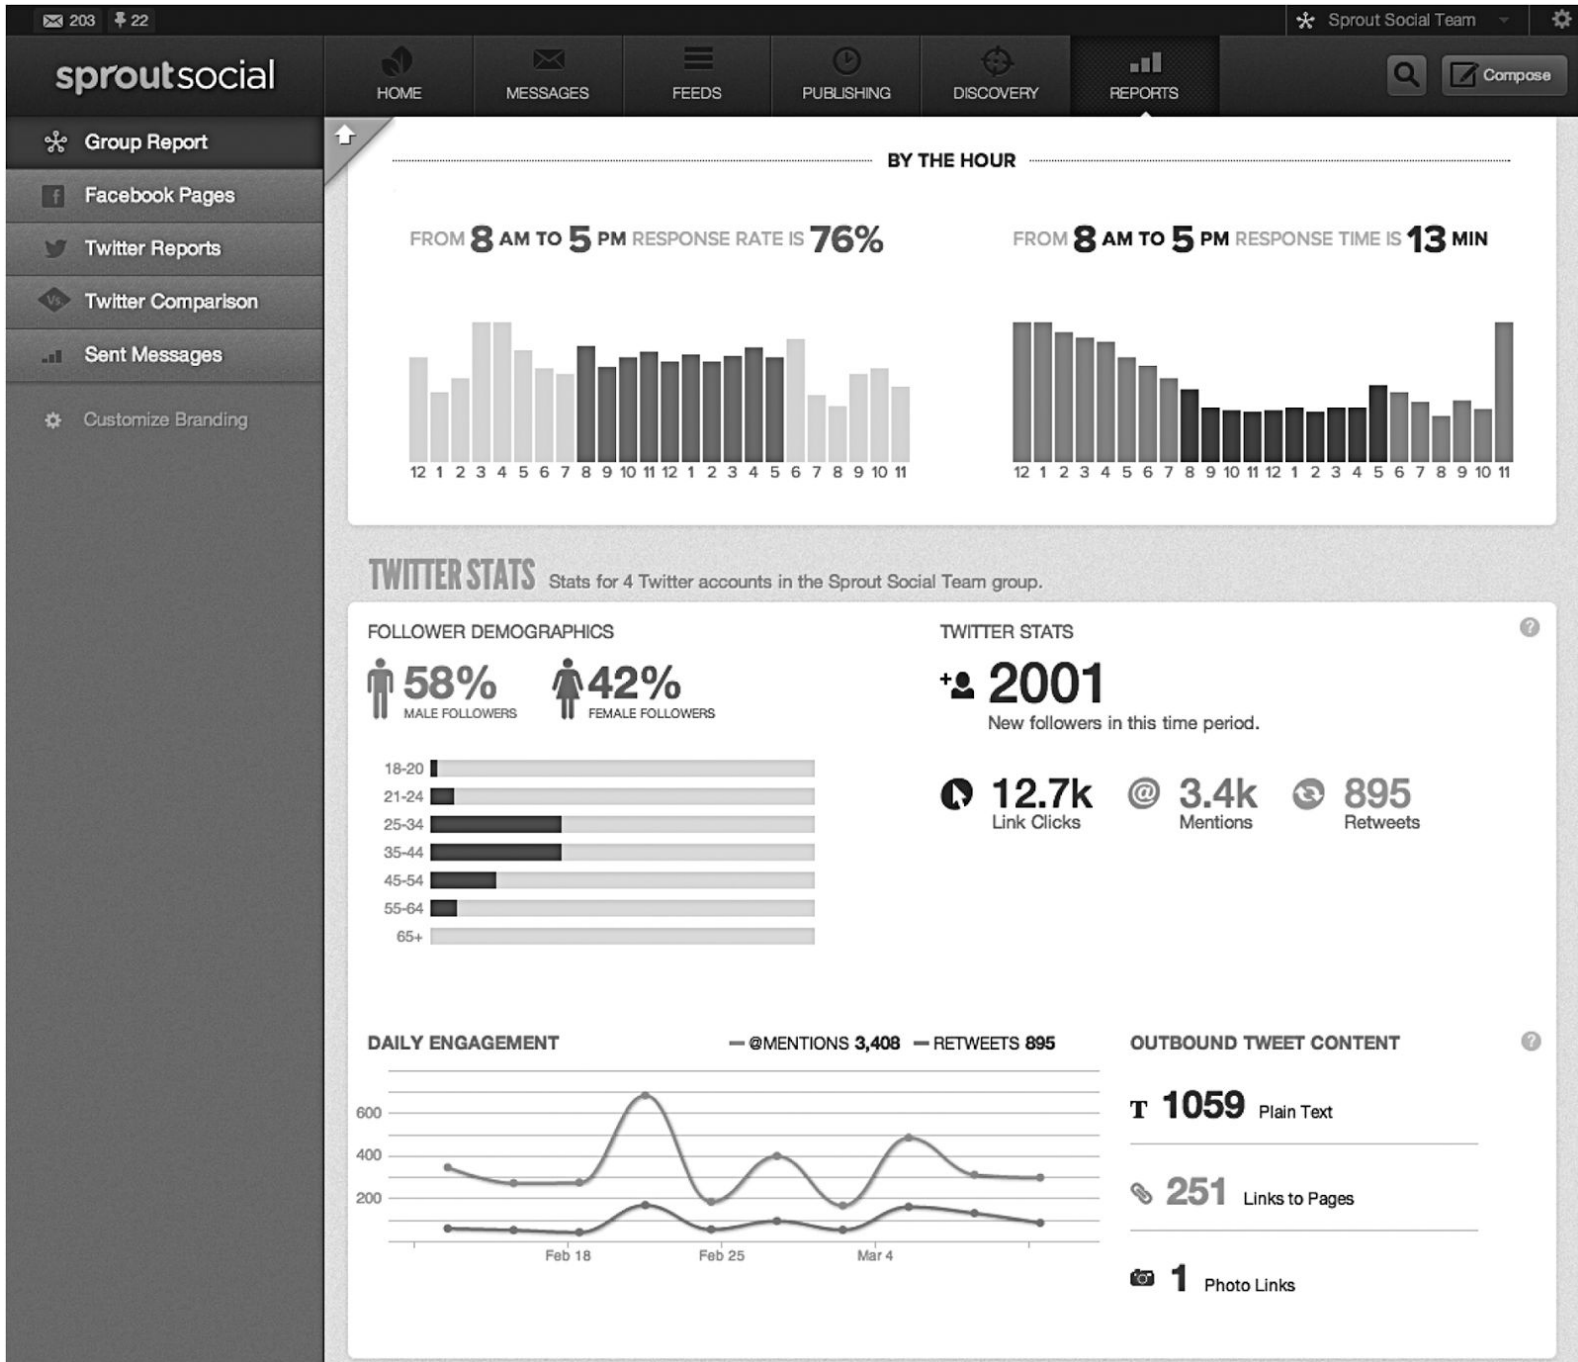 203 22 Sprout Social Team
sproutsocial
HOME MESSAGES FEEDS PUBLISHING DISCOVERY REPORTS Compose
Group Report
Facebook Pages
Twitter Reports
Vs. Twitter Comparison
Sent Messages
Customize Branding
BY THE HOUR
FROM 8 AM TO 5 PM RESPONSE RATE IS 76%
12 1 2 3 4 5 6 7 8 9 10 11 12 1 2 3 4 5 6 7 8 9 10 11
FROM 8 AM TO 5 PM RESPONSE TIME IS 13 MIN
12 1 2 3 4 5 6 7 8 9 10 11 12 1 2 3 4 5 6 7 8 9 10 11
TWITTER STATS Stats for 4 Twitter accounts in the Sprout Social Team group.
FOLLOWER DEMOGRAPHICS
58% 42%
MALE FOLLOWERS FEMALE FOLLOWERS
18-20
21-24
25-34
35-44
45-54
55-64
65+
TWITTER STATS ?
2001
New followers in this time period.
12.7k @ 3.4k 895
Link Clicks Mentions Retweets
DAILY ENGAGEMENT @MENTIONS 3,408 RETWEETS 895
600
400
200
Feb 18 Feb 25 Mar 4
OUTBOUND TWEET CONTENT ?
T 1059 Plain Text
251 Links to Pages
1 Photo Links